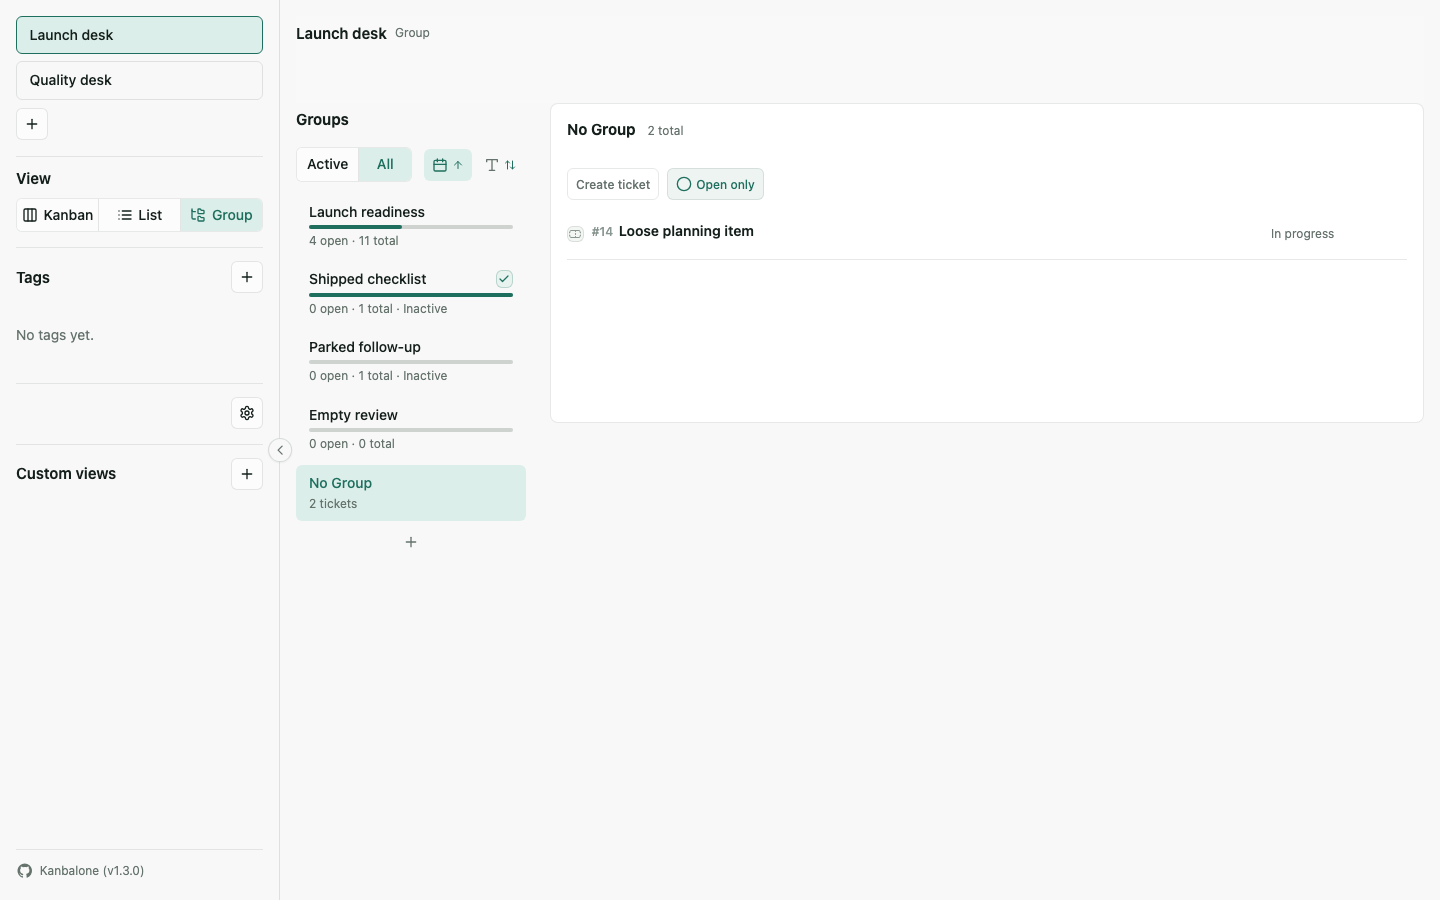 Launch desk
Quality desk
View
Kanban
List
Group
Tags
No tags yet.
Custom views
Kanbalone (v1.3.0)
Launch desk Group
Groups
Active
All
Launch readiness
4 open · 11 total
Shipped checklist
0 open · 1 total · Inactive
Parked follow-up
0 open · 1 total · Inactive
Empty review
0 open · 0 total
No Group
2 tickets
No Group 2 total
Create ticket
Open only
#14 Loose planning item
In progress